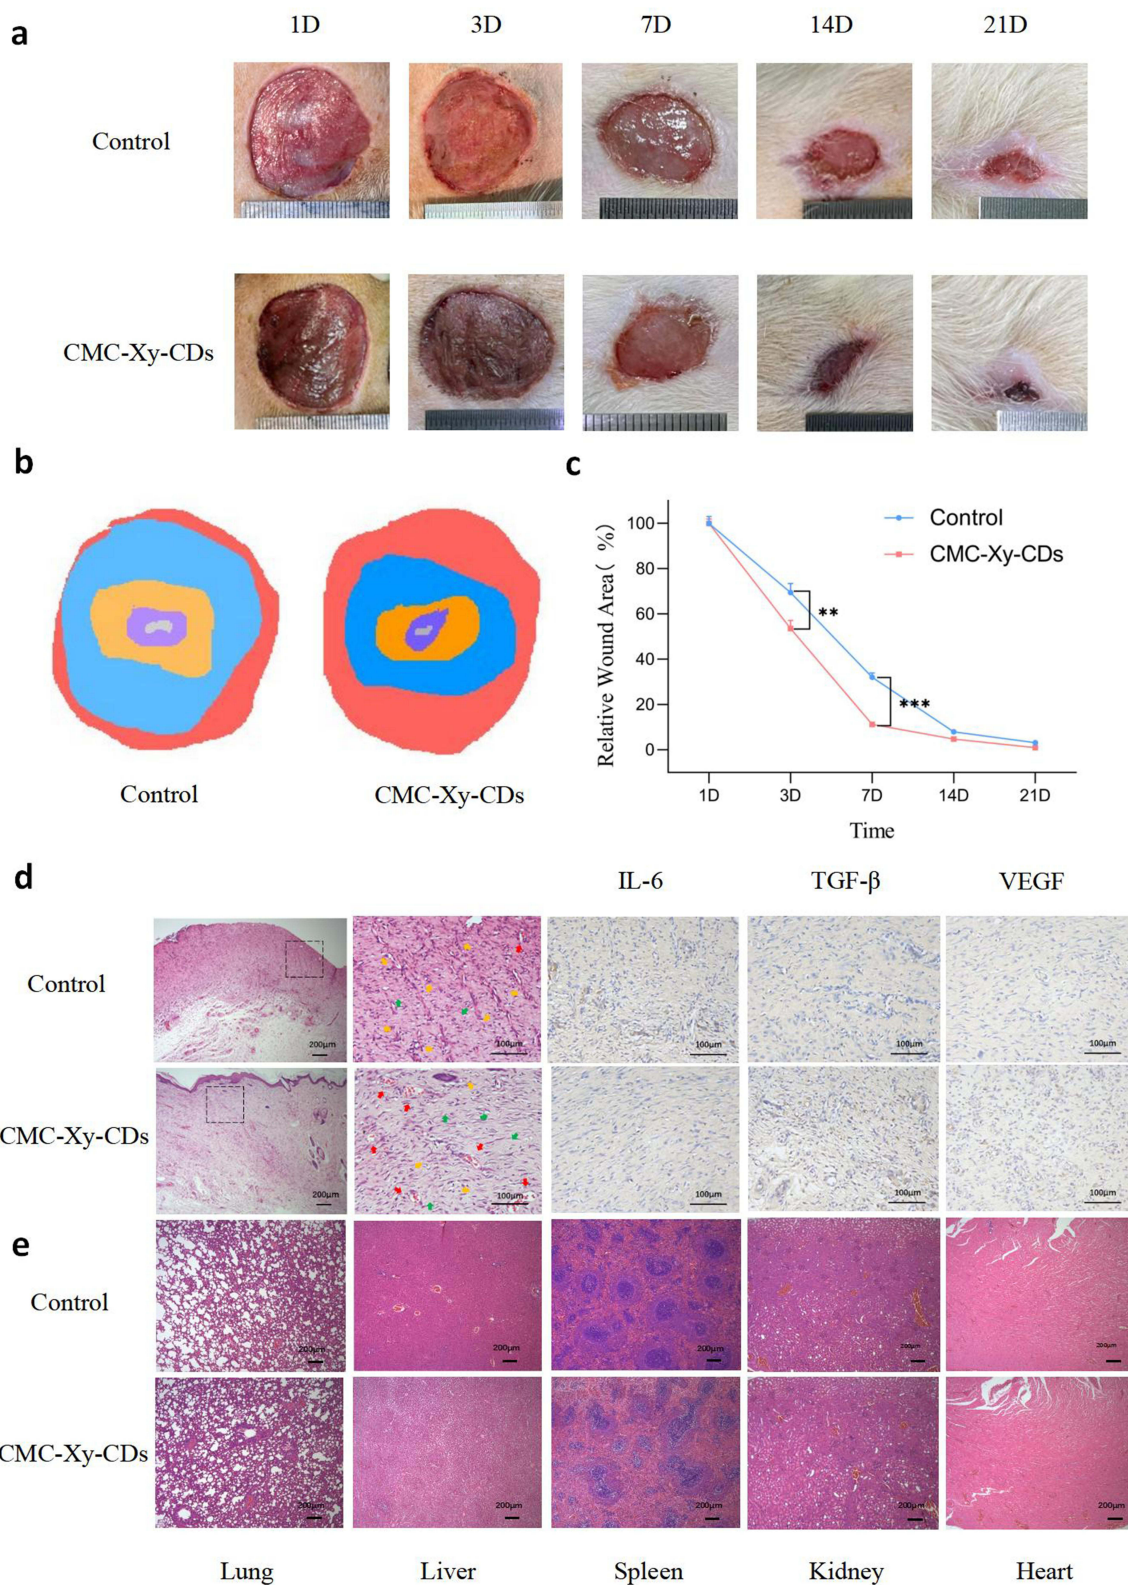 a
1D 3D 7D 14D 21D
Control
CMC-Xy-CDs
b
Control CMC-Xy-CDs
c
Relative Wound Area( %)
100
80
60
40
20
0
Control
CMC-Xy-CDs
**
***
1D 3D 7D 14D 21D
Time
d
IL-6 TGF-β VEGF
Control
200μm 100μm 100μm 100μm 100μm
CMC-Xy-CDs
200μm 100μm 100μm 100μm 100μm
e
Control
200μm 200μm 200μm 200μm 200μm
CMC-Xy-CDs
200μm 200μm 200μm 200μm 200μm
Lung Liver Spleen Kidney Heart